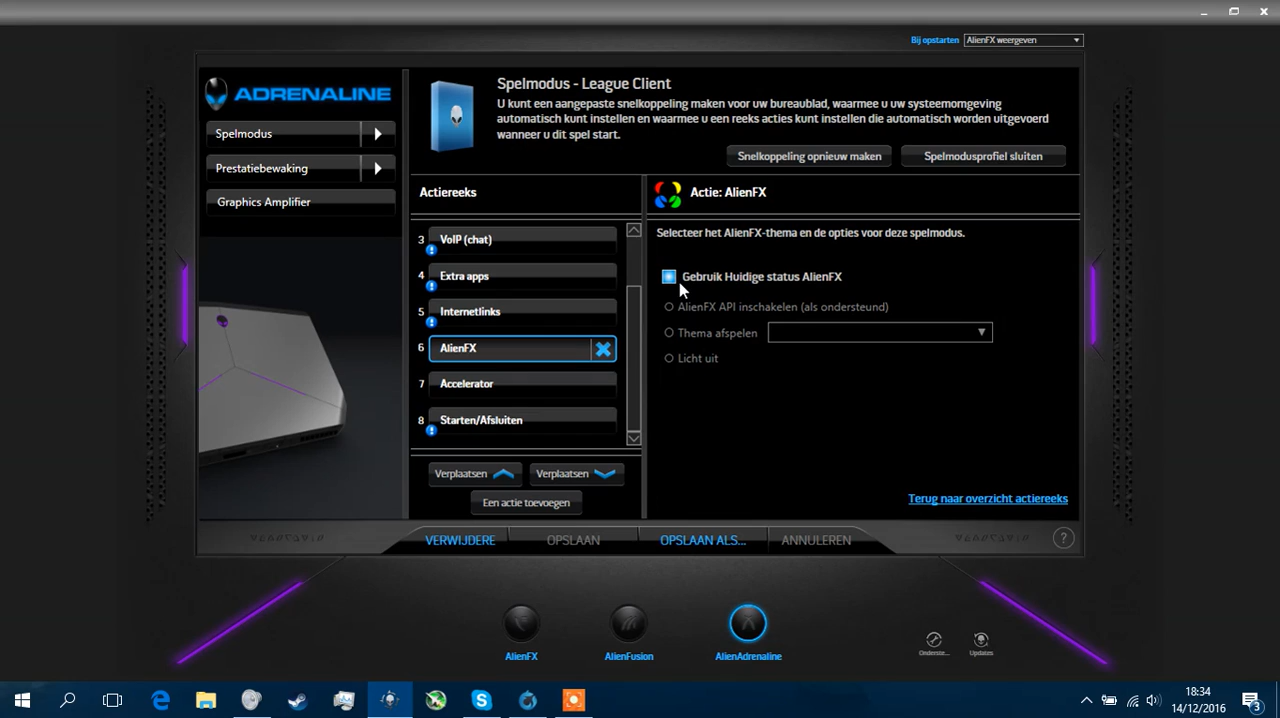 Bij opstarten AlienFX weergeven
ADRENALINE
Spelmodus
Prestatiebewaking
Graphics Amplifier
Spelmodus - League Client
U kunt een aangepaste snelkoppeling maken voor uw bureaublad, waarmee u uw systeemomgeving
automatisch kunt instellen en waarmee u een reeks acties kunt instellen die automatisch worden uitgevoerd
wanneer u dit spel start.
Snelkoppeling opnieuw maken
Spelmodusprofiel sluiten
Actiereeks
3 VoIP (chat)
4 Extra apps
5 Internetlinks
6 AlienFX
7 Accelerator
8 Starten/Afsluiten
Verplaatsen
Verplaatsen
Een actie toevoegen
Actie: AlienFX
Selecteer het AlienFX-thema en de opties voor deze spelmodus.
Gebruik Huidige status AlienFX
AlienFX API inschakelen (als ondersteund)
Thema afspelen
Licht uit
Terug naar overzicht actiereeks
VERWIJDERE
OPSLAAN
OPSLAAN ALS...
ANNULEREN
?
AlienFX
AlienFusion
AlienAdrenaline
Onderste...
Updates
18:34
14/12/2016
3